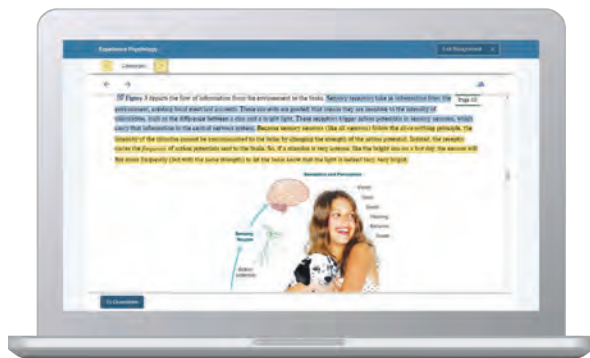 Experience Psychology
Exit Assignment X
Figure 3 depicts the flow of information from the environment to the brain. Sensory receptors take in information from the
Page 82
environment, creating local electrical currents. These are graded; that means they are sensitive to the intensity of
stimulation, such as the difference between a dim and a bright light. These receptors trigger action potentials in sensory neurons, which
carry that information to the central nervous system. Because sensory neurons (like all neurons) follow the all-or-nothing principle, the
intensity of the stimulus cannot be communicated to the brain by changing the strength of the action potential. Instead, the receptor
varies the frequency of action potentials sent to the brain. So, if a stimulus is very intense, like the bright sun on a hot day, the neuron will
fire more frequently (but with the same strength) to let the brain know that the light is indeed very, very bright.
Sensation and Perception
Vision
Smell
Hearing
Balance
Touch
Sensory
Neuron
Action
potentials
To Questions